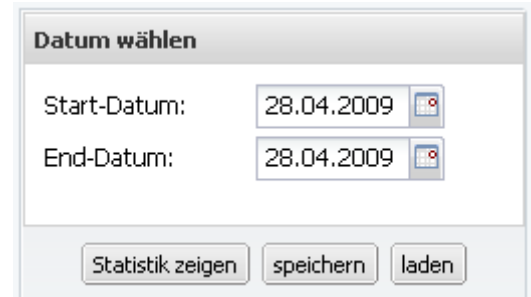 Datum wählen
Start-Datum: 28.04.2009
End-Datum: 28.04.2009
Statistik zeigen speichern laden